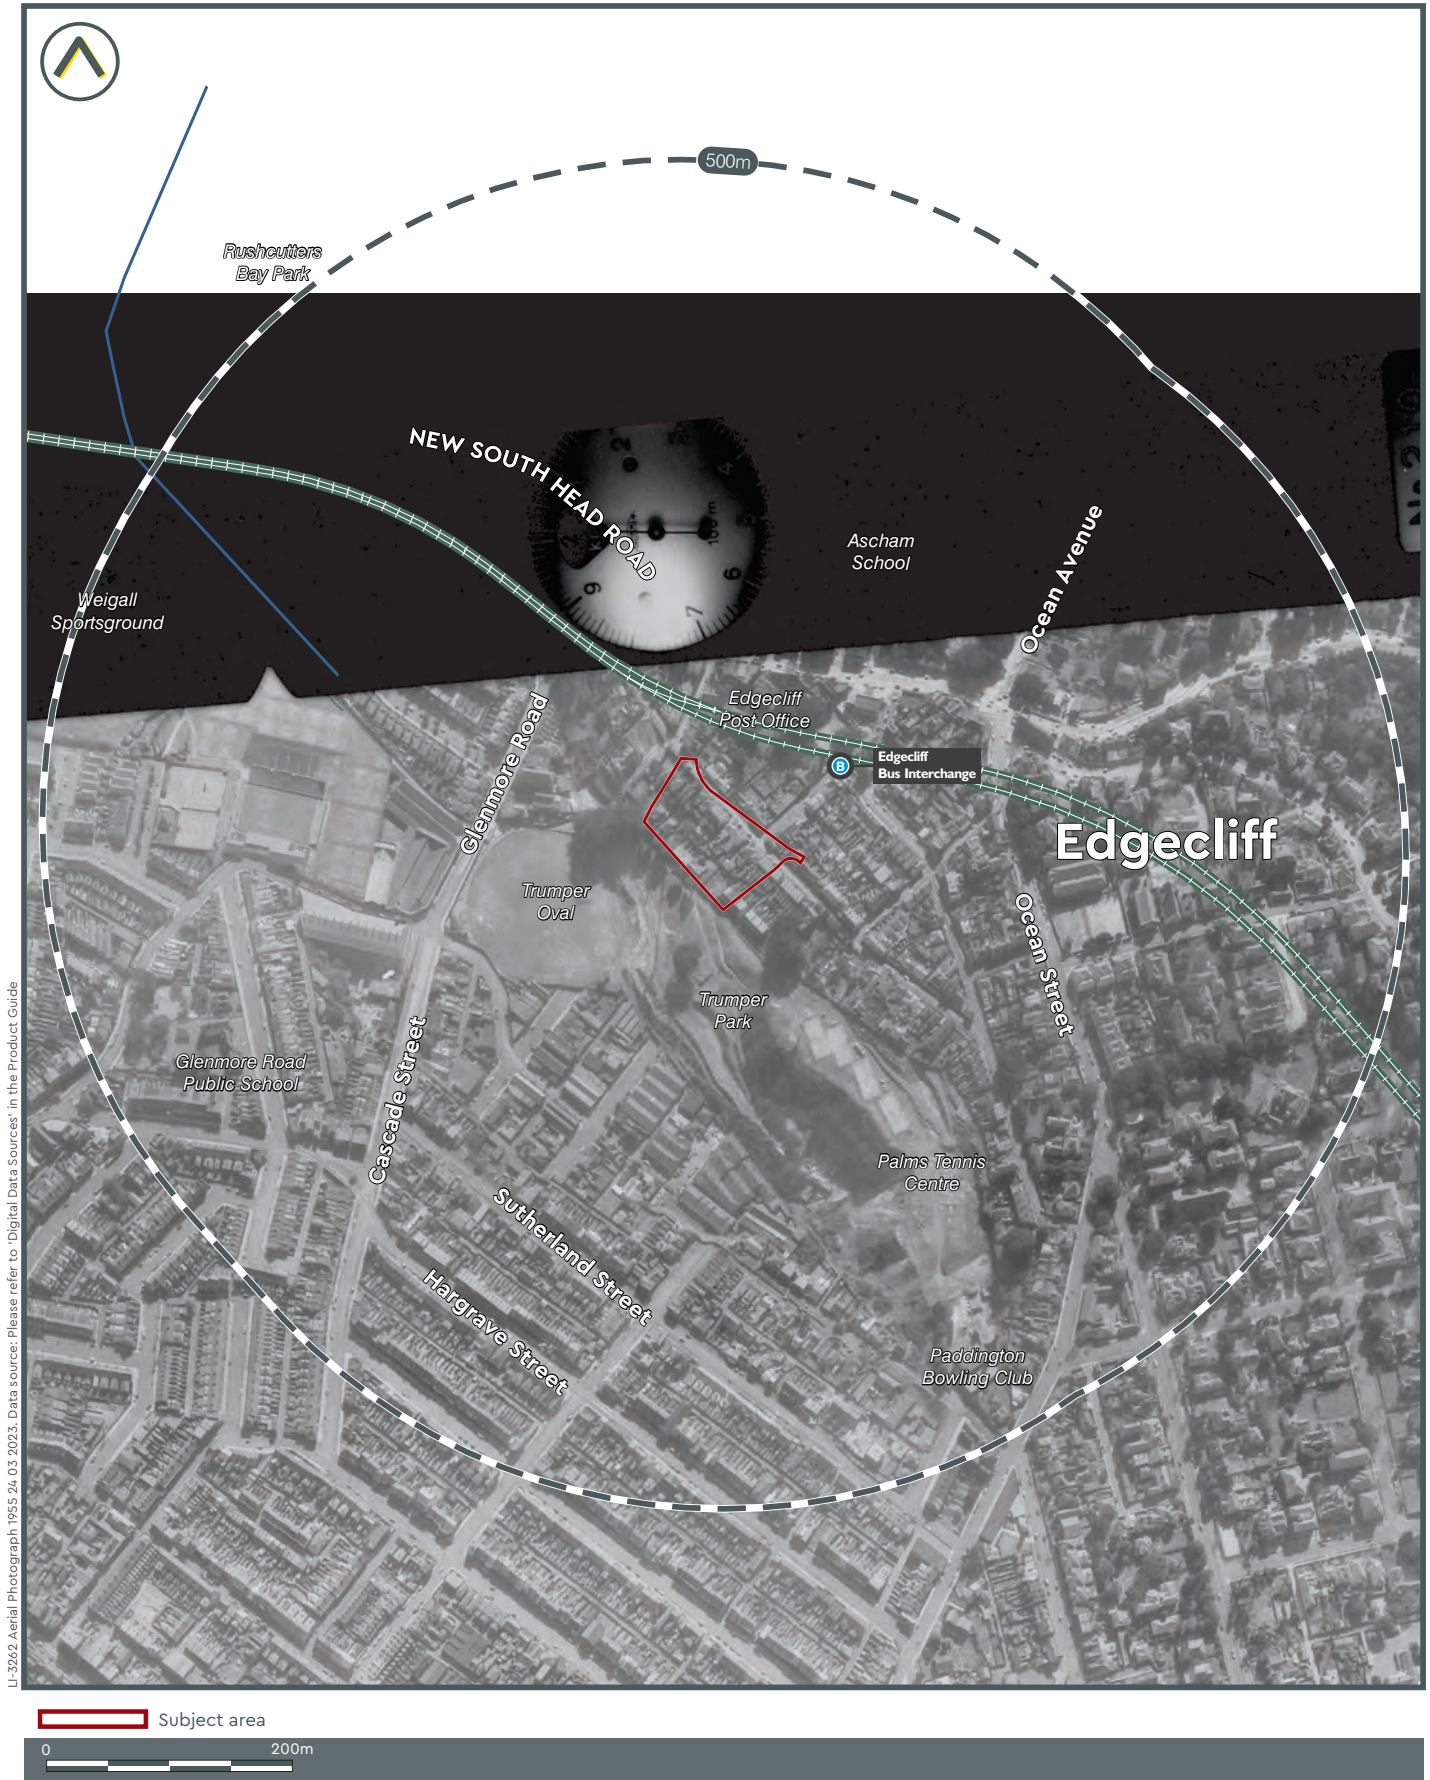 500m
Rushcutters
Bay Park
NEW SOUTH HEAD ROAD
Ascham
School
Ocean Avenue
Weigall
Sportsground
Edgecliff
Post Office
Glenmore Road
B
Edgecliff
Bus Interchange
Edgecliff
Trumper
Oval
Ocean Street
Trumper
Park
Glenmore Road
Public School
Cascade Street
Palms Tennis
Centre
Sutherland Street
Hargrave Street
Paddington
Bowling Club
LI-3262 Aerial Photograph 1955 24 03 2023. Data source: Please refer to 'Digital Data Sources' in the Product Guide
Subject area
0 200m